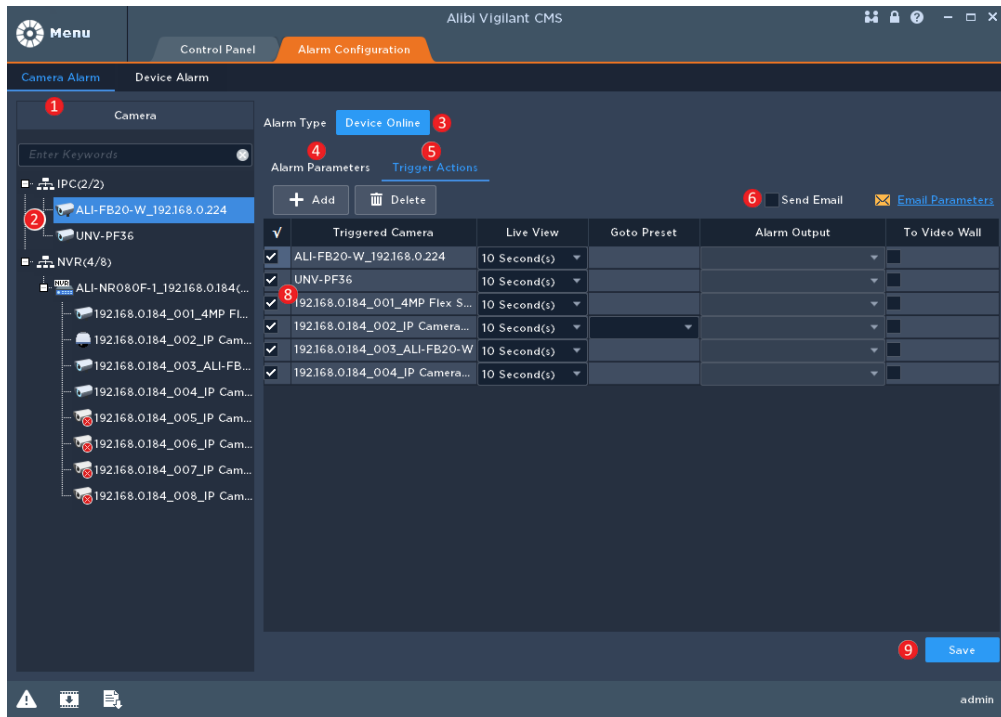 Alibi Vigilant CMS
Menu
Control Panel
Alarm Configuration
Camera Alarm
Device Alarm
1
Camera
Alarm Type
Device Online
3
Enter Keywords
4
5
Alarm Parameters
Trigger Actions
IPC(2/2)
Add
Delete
6
Send Email
Email Parameters
2
ALI-FB20-W_192.168.0.224
UNV-PF36
NVR(4/8)
NVR
ALI-NR080F-1_192.168.0.184(...
192.168.0.184_001_4MP Fl...
192.168.0.184_002_IP Cam...
192.168.0.184_003_ALI-FB...
192.168.0.184_004_IP Cam...
192.168.0.184_005_IP Cam...
192.168.0.184_006_IP Cam...
192.168.0.184_007_IP Cam...
192.168.0.184_008_IP Cam...
√ Triggered Camera Live View Goto Preset Alarm Output To Video Wall
ALI-FB20-W_192.168.0.224 10 Second(s)
UNV-PF36 10 Second(s)
8
192.168.0.184_001_4MP Flex S... 10 Second(s)
192.168.0.184_002_IP Camera... 10 Second(s)
192.168.0.184_003_ALI-FB20-W 10 Second(s)
192.168.0.184_004_IP Camera... 10 Second(s)
9
Save
admin